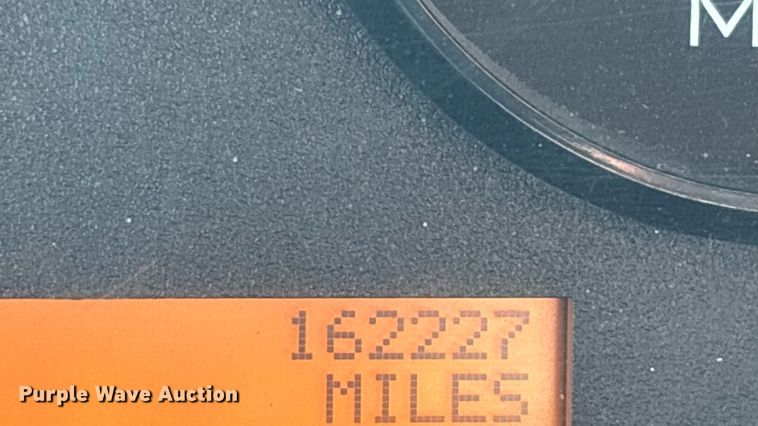 M
162227
MILES
Purple Wave Auction